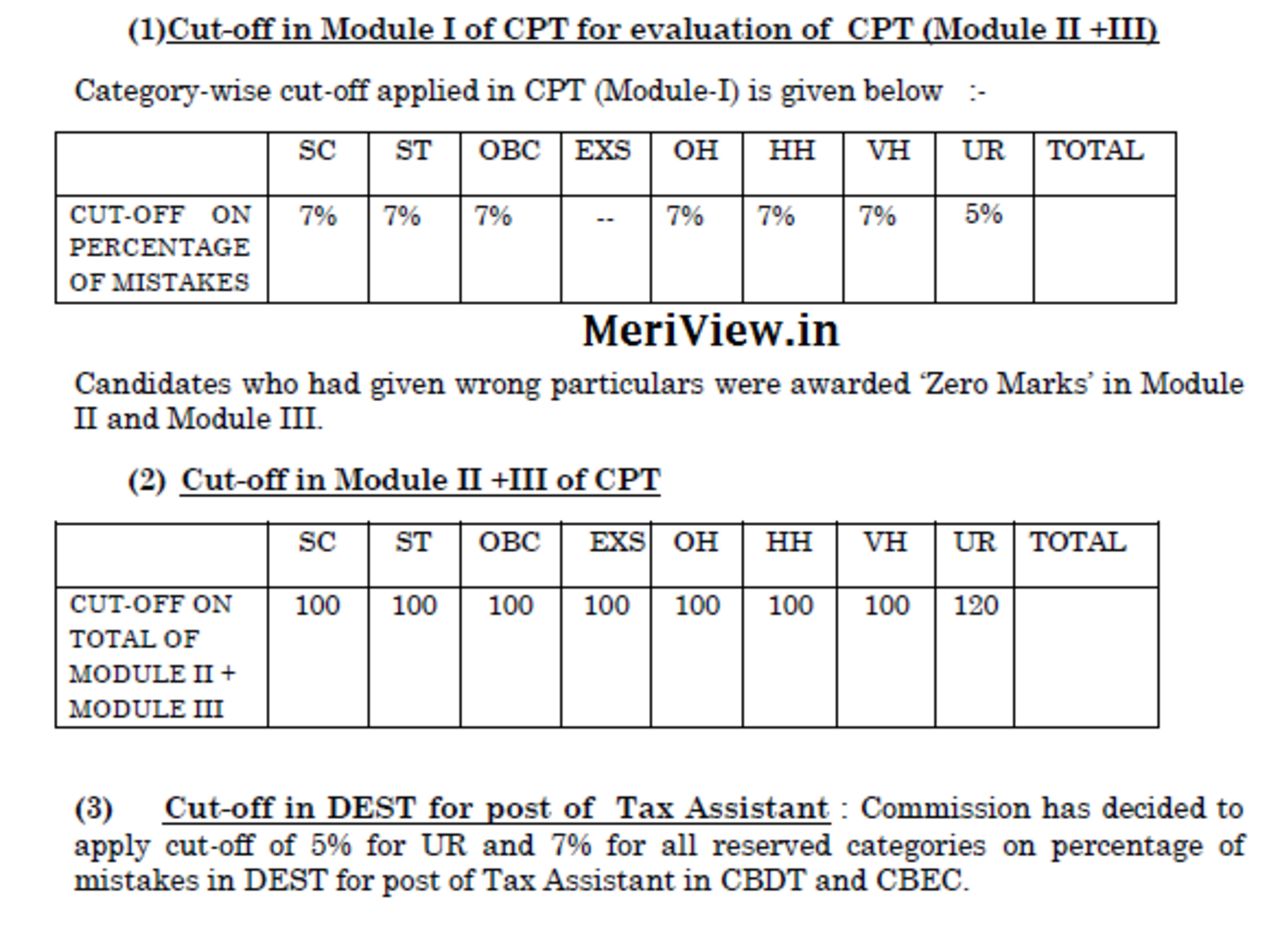 (1)Cut-off in Module I of CPT for evaluation of CPT (Module II +III)
Category-wise cut-off applied in CPT (Module-I) is given below :-
SC ST OBC EXS OH HH VH UR TOTAL
CUT-OFF ON 7% 7% 7% -- 7% 7% 7% 5%
PERCENTAGE
OF MISTAKES
MeriView.in
Candidates who had given wrong particulars were awarded ‘Zero Marks’ in Module
II and Module III.
(2) Cut-off in Module II +III of CPT
SC ST OBC EXS OH HH VH UR TOTAL
CUT-OFF ON 100 100 100 100 100 100 100 120
TOTAL OF
MODULE II +
MODULE III
(3) Cut-off in DEST for post of Tax Assistant : Commission has decided to
apply cut-off of 5% for UR and 7% for all reserved categories on percentage of
mistakes in DEST for post of Tax Assistant in CBDT and CBEC.